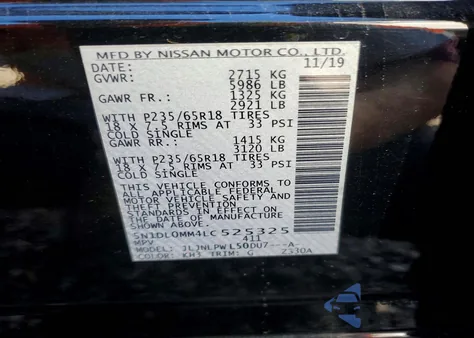 MFD BY NISSAN MOTOR CO., LTD.
DATE: 11/19
GVWR: 2715 KG
5986 LB
GAWR FR.: 1325 KG
2921 LB
WITH P235/65R18 TIRES
18 X 7.5 RIMS AT 33 PSI
COLD SINGLE
GAWR RR.: 1415 KG
3120 LB
WITH P235/65R18 TIRES
18 X 7.5 RIMS AT 33 PSI
COLD SINGLE
THIS VEHICLE CONFORMS TO
ALL APPLICABLE FEDERAL
MOTOR VEHICLE SAFETY AND
THEFT PREVENTION
STANDARDS IN EFFECT ON
THE DATE OF MANUFACTURE
SHOWN ABOVE.
5N1DL0MM4LC525325
MPV 411
MODEL: JLJNLPWL50DU7---A-
COLOR: KH3 TRIM: G 2330A